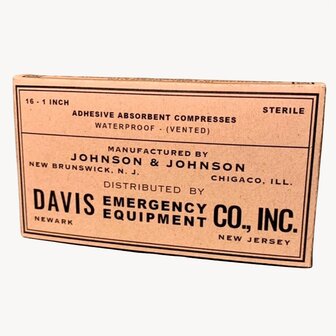 16 - 1 INCH
STERILE
ADHESIVE ABSORBENT COMPRESSES
WATERPROOF - (VENTED)
MANUFACTURED BY
JOHNSON & JOHNSON
NEW BRUNSWICK, N. J.
CHIGACO, ILL.
DISTRIBUTED BY
DAVIS EMERGENCY EQUIPMENT CO., INC.
NEWARK
NEW JERSEY